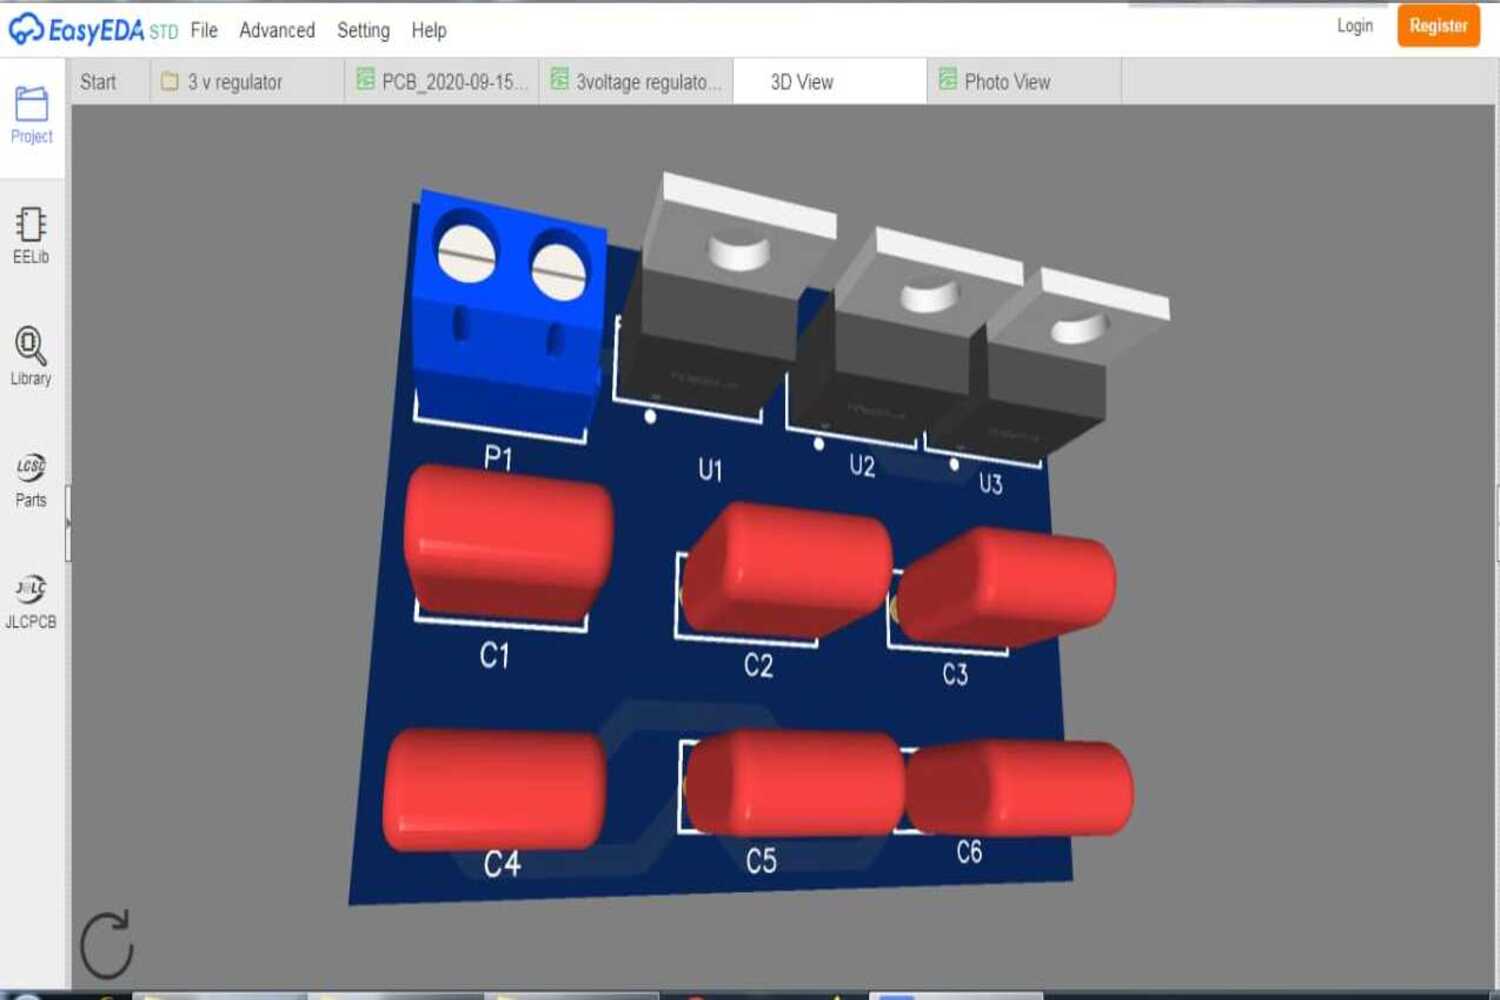 EasyEDA STD File Advanced Setting Help Login Register
Start 3 v regulator PCB_2020-09-15... 3voltage regulato... 3D View Photo View
Project
EELib
Library
LCSC
Parts
JLC
JLCPCB
P1
U1
U2
U3
C1
C2
C3
C4
C5
C6